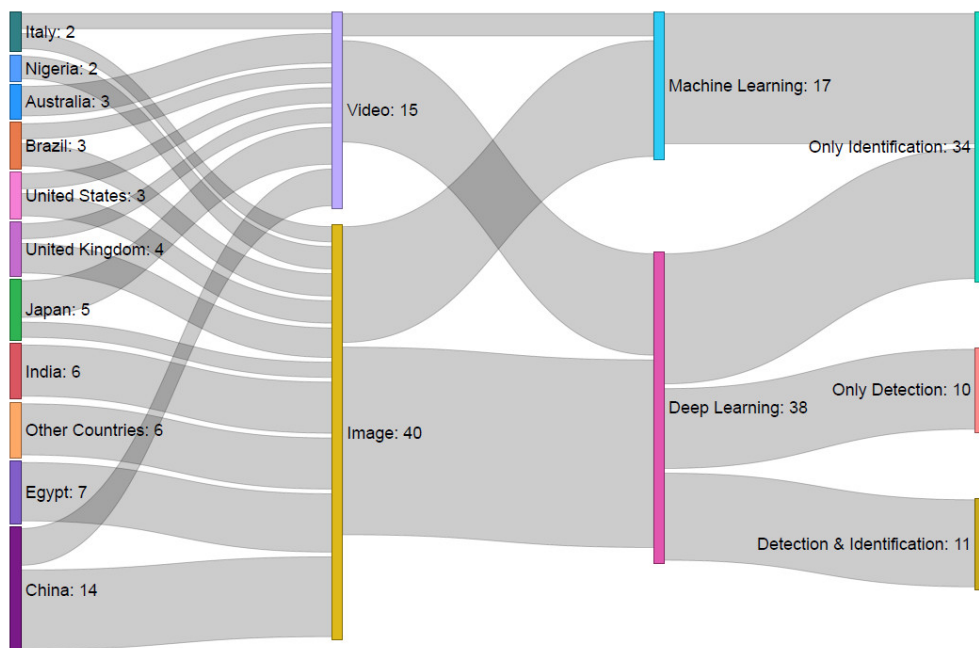 Italy: 2
Nigeria: 2
Australia: 3
Brazil: 3
United States: 3
United Kingdom: 4
Japan: 5
India: 6
Other Countries: 6
Egypt: 7
China: 14
Video: 15
Image: 40
Machine Learning: 17
Deep Learning: 38
Only Identification: 34
Only Detection: 10
Detection & Identification: 11